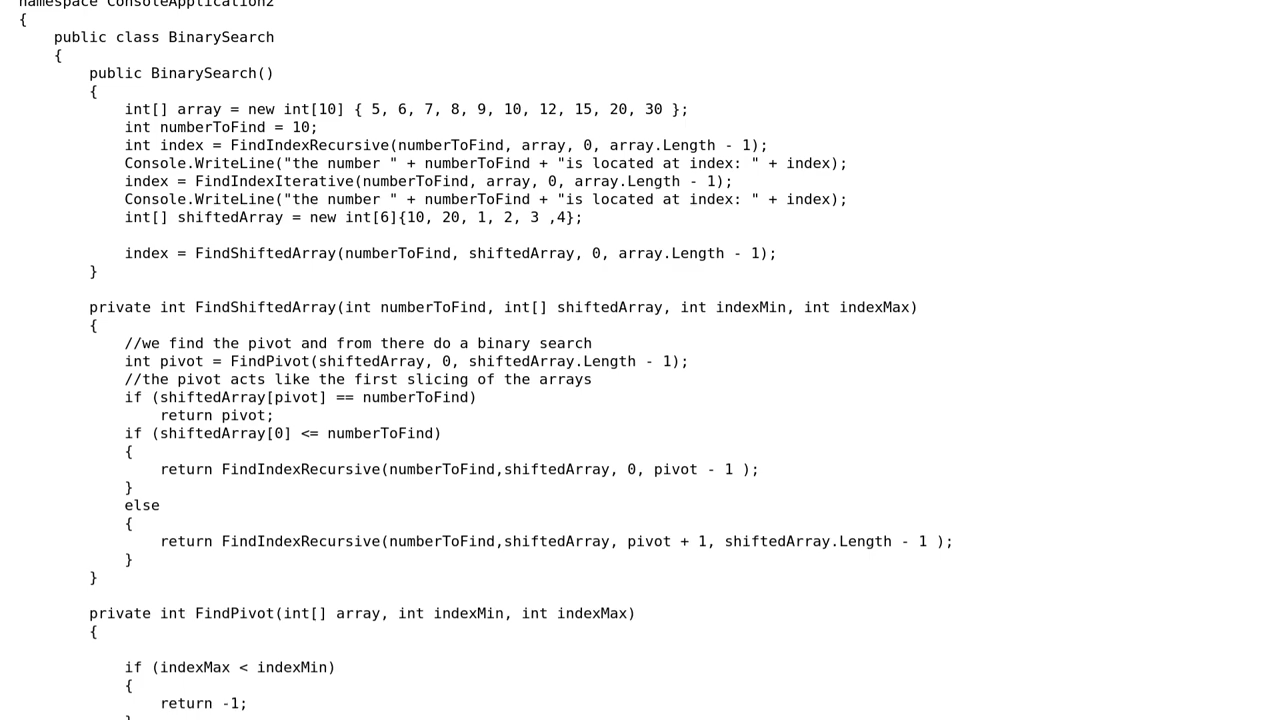 namespace ConsoleApplication2
{
    public class BinarySearch
    {
        public BinarySearch()
        {
            int[] array = new int[10] { 5, 6, 7, 8, 9, 10, 12, 15, 20, 30 };
            int numberToFind = 10;
            int index = FindIndexRecursive(numberToFind, array, 0, array.Length - 1);
            Console.WriteLine("the number " + numberToFind + "is located at index: " + index);
            index = FindIndexIterative(numberToFind, array, 0, array.Length - 1);
            Console.WriteLine("the number " + numberToFind + "is located at index: " + index);
            int[] shiftedArray = new int[6]{10, 20, 1, 2, 3 ,4};

            index = FindShiftedArray(numberToFind, shiftedArray, 0, array.Length - 1);
        }

        private int FindShiftedArray(int numberToFind, int[] shiftedArray, int indexMin, int indexMax)
        {
            //we find the pivot and from there do a binary search
            int pivot = FindPivot(shiftedArray, 0, shiftedArray.Length - 1);
            //the pivot acts like the first slicing of the arrays
            if (shiftedArray[pivot] == numberToFind)
                return pivot;
            if (shiftedArray[0] <= numberToFind)
            {
                return FindIndexRecursive(numberToFind,shiftedArray, 0, pivot - 1 );
            }
            else
            {
                return FindIndexRecursive(numberToFind,shiftedArray, pivot + 1, shiftedArray.Length - 1 );
            }
        }

        private int FindPivot(int[] array, int indexMin, int indexMax)
        {

            if (indexMax < indexMin)
            {
                return -1;
            }